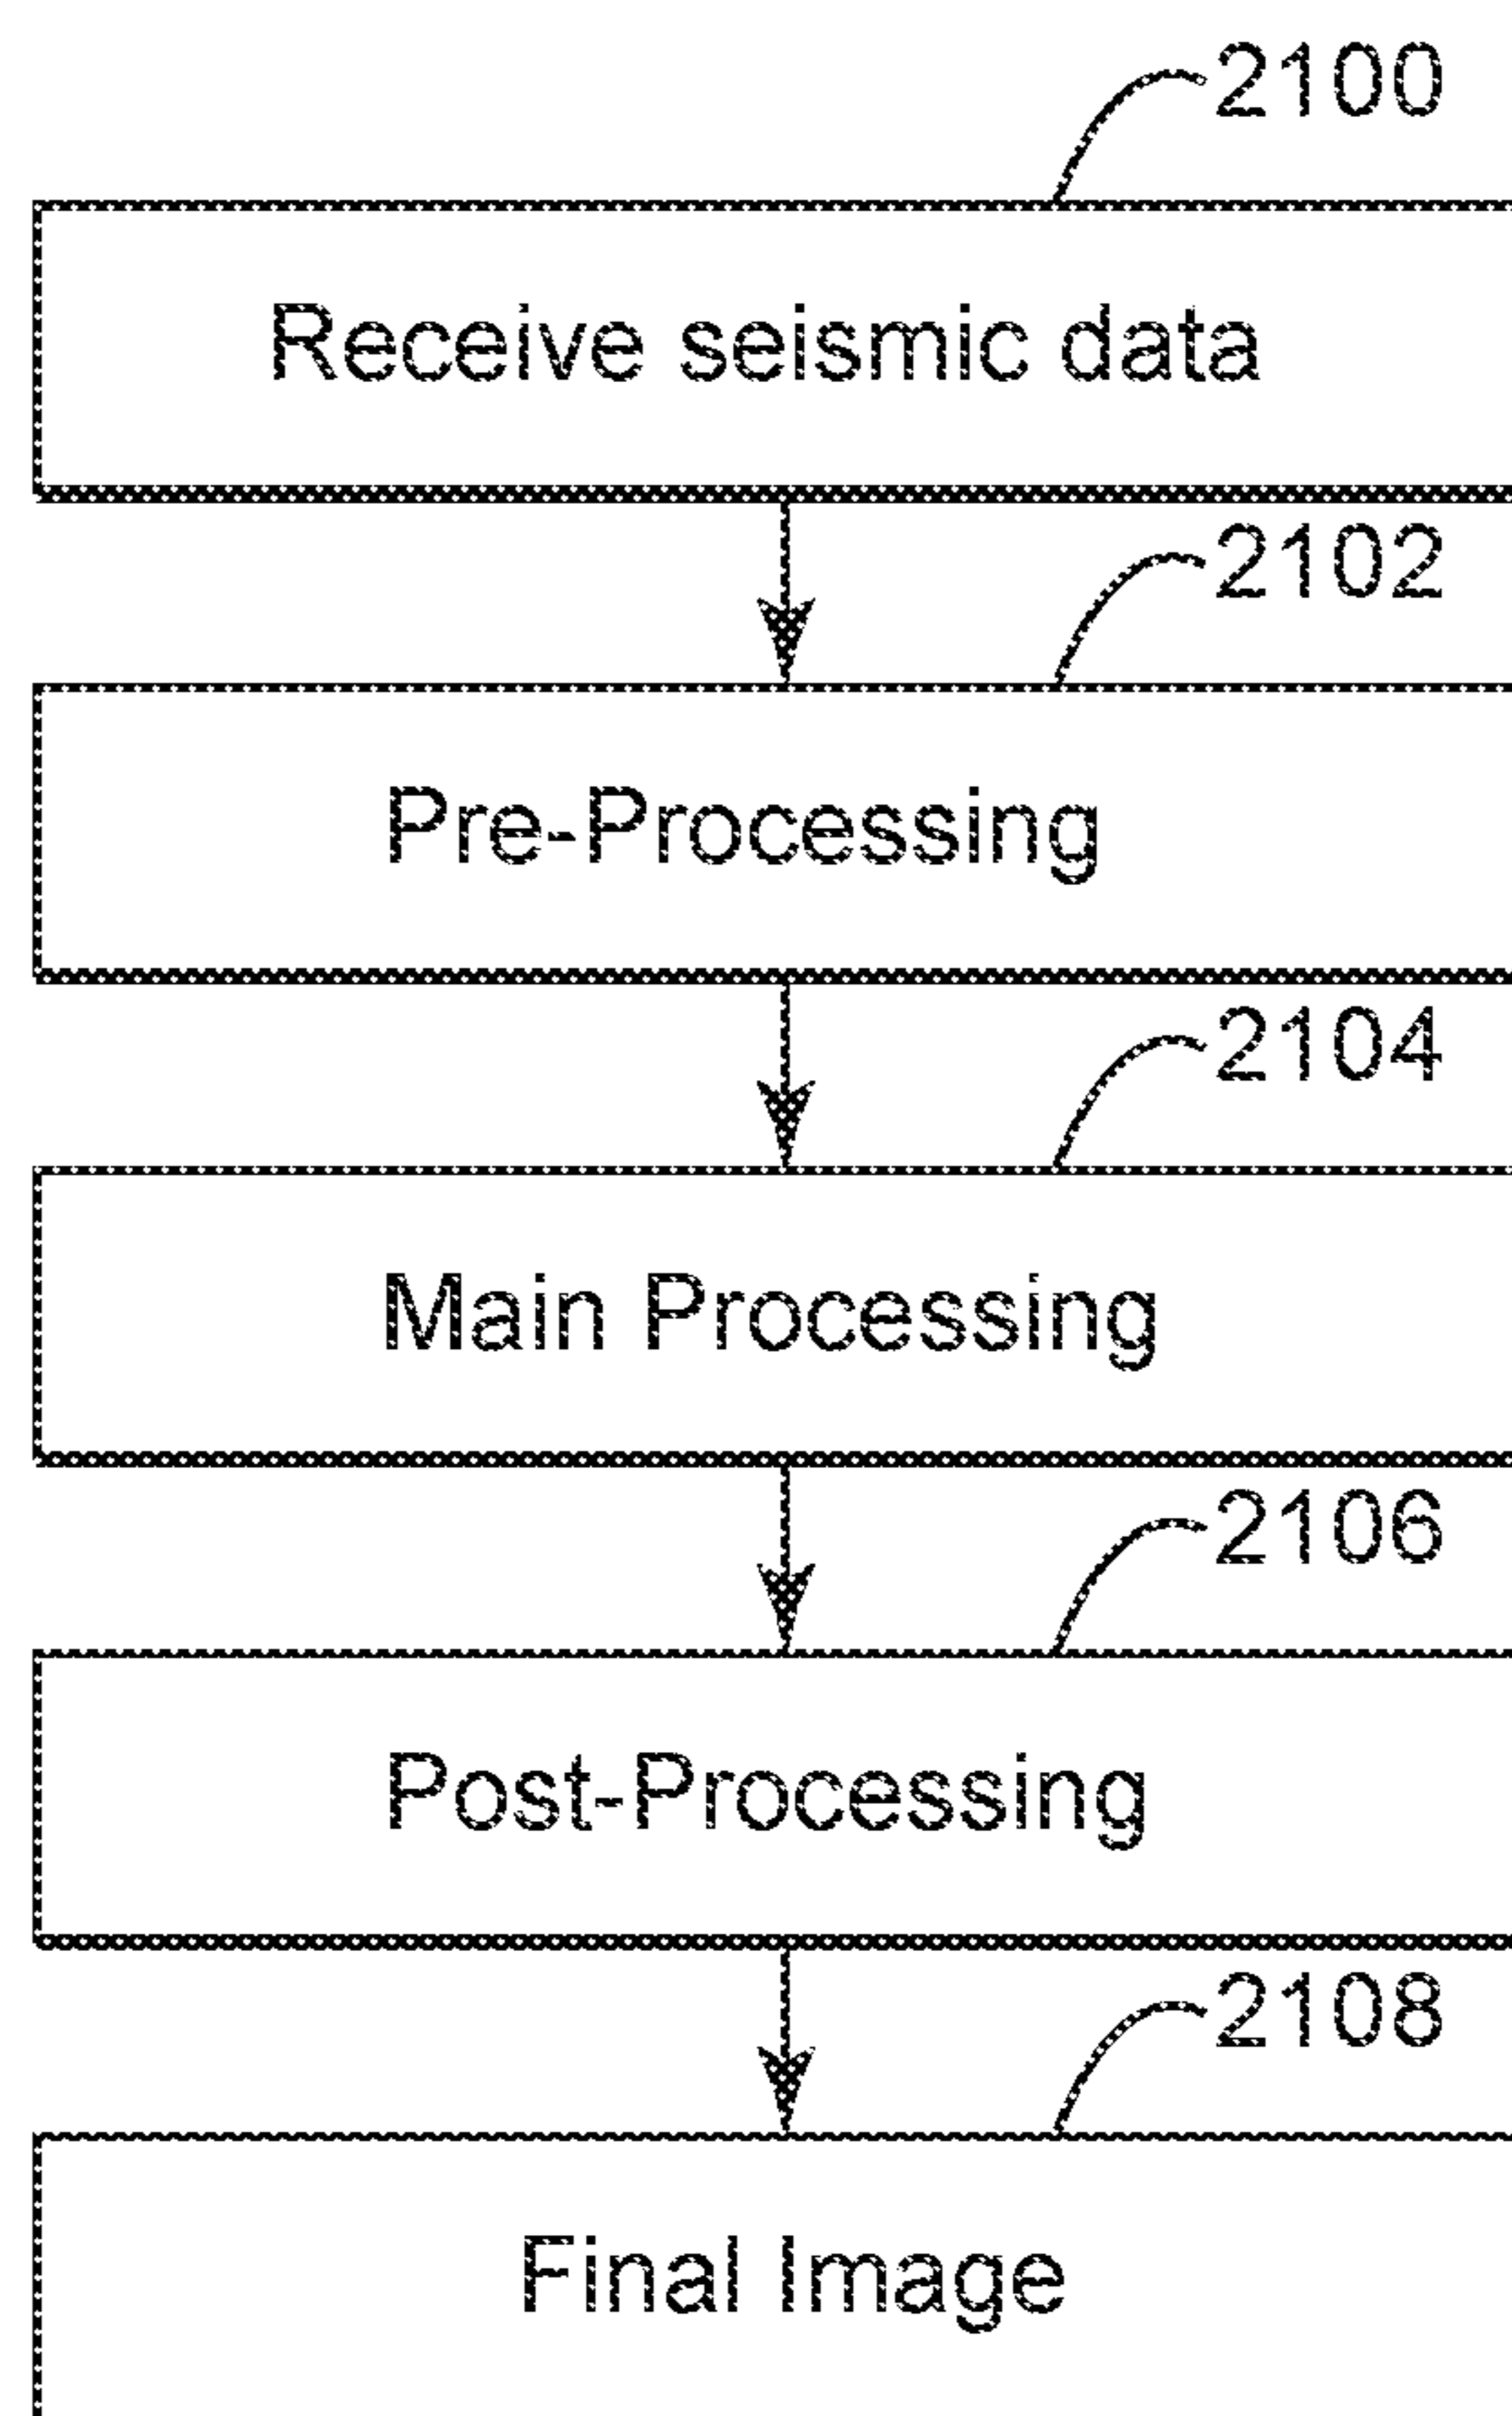 2100
Receive seismic data
2102
Pre-Processing
2104
Main Processing
2106
Post-Processing
2108
Final Image